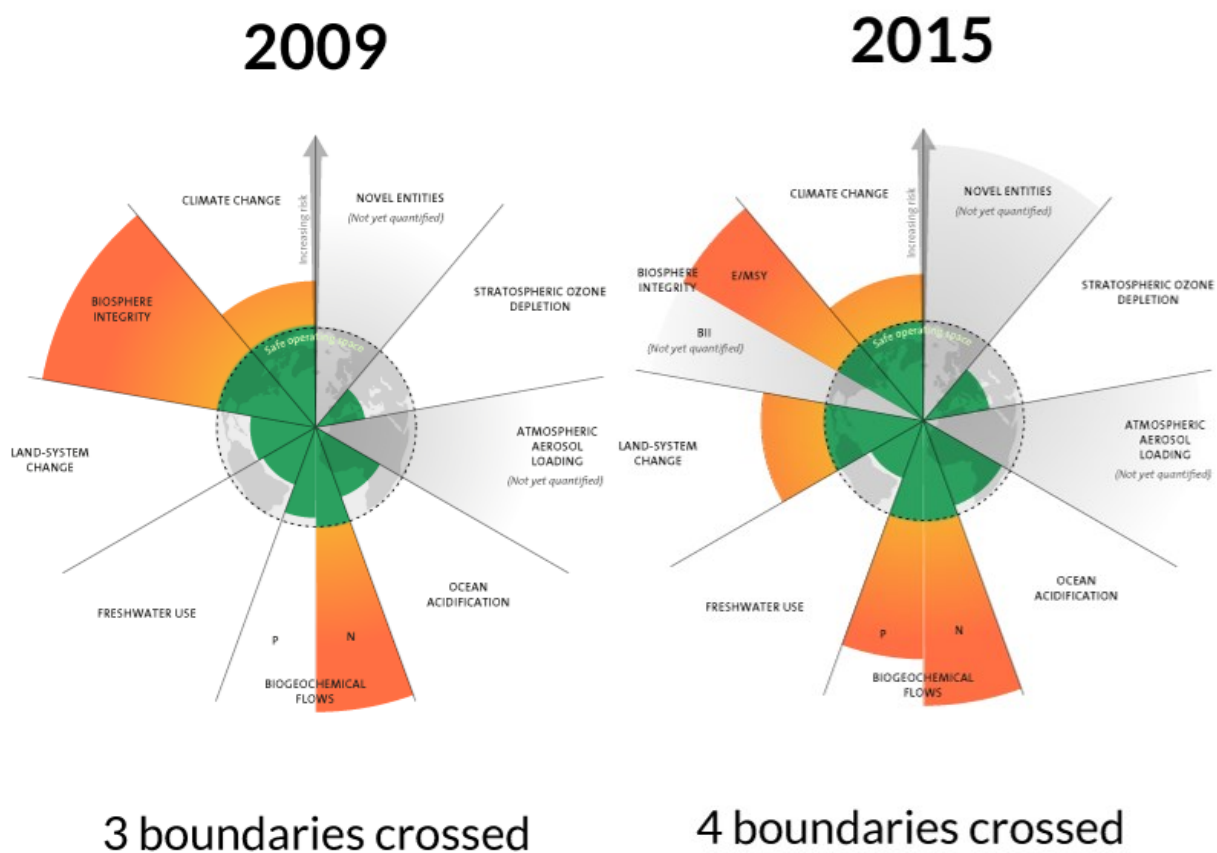 2009
CLIMATE CHANGE
Increasing risk
NOVEL ENTITIES
(Not yet quantified)
STRATOSPHERIC OZONE
DEPLETION
BIOSPHERE
INTEGRITY
Safe operating space
LAND-SYSTEM
CHANGE
ATMOSPHERIC
AEROSOL
LOADING
(Not yet quantified)
FRESHWATER USE
P
N
BIOGEOCHEMICAL
FLOWS
OCEAN
ACIDIFICATION
3 boundaries crossed
2015
CLIMATE CHANGE
Increasing risk
NOVEL ENTITIES
(Not yet quantified)
STRATOSPHERIC OZONE
DEPLETION
BIOSPHERE
INTEGRITY
E/MSY
BII
(Not yet quantified)
Safe operating space
LAND-SYSTEM
CHANGE
ATMOSPHERIC
AEROSOL
LOADING
(Not yet quantified)
FRESHWATER USE
P
N
BIOGEOCHEMICAL
FLOWS
OCEAN
ACIDIFICATION
4 boundaries crossed